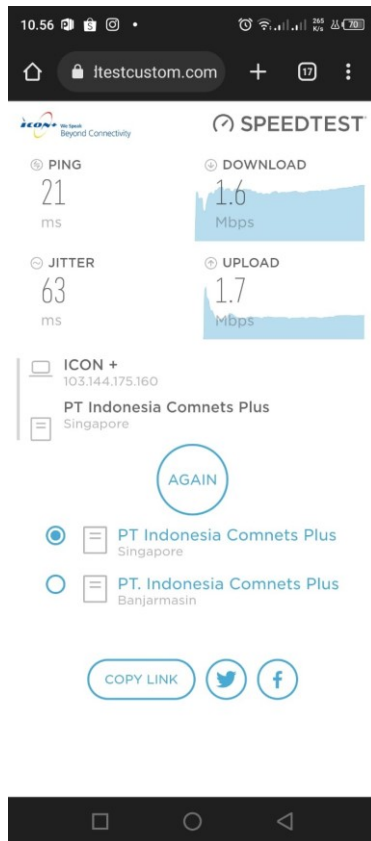 10.56
265
K/s
70
ltestcustom.com
17
ICON+ We Speak
Beyond Connectivity
SPEEDTEST
PING
21
ms
DOWNLOAD
1.6
Mbps
JITTER
63
ms
UPLOAD
1.7
Mbps
ICON +
103.144.175.160
PT Indonesia Comnets Plus
Singapore
AGAIN
PT Indonesia Comnets Plus
Singapore
PT. Indonesia Comnets Plus
Banjarmasin
COPY LINK